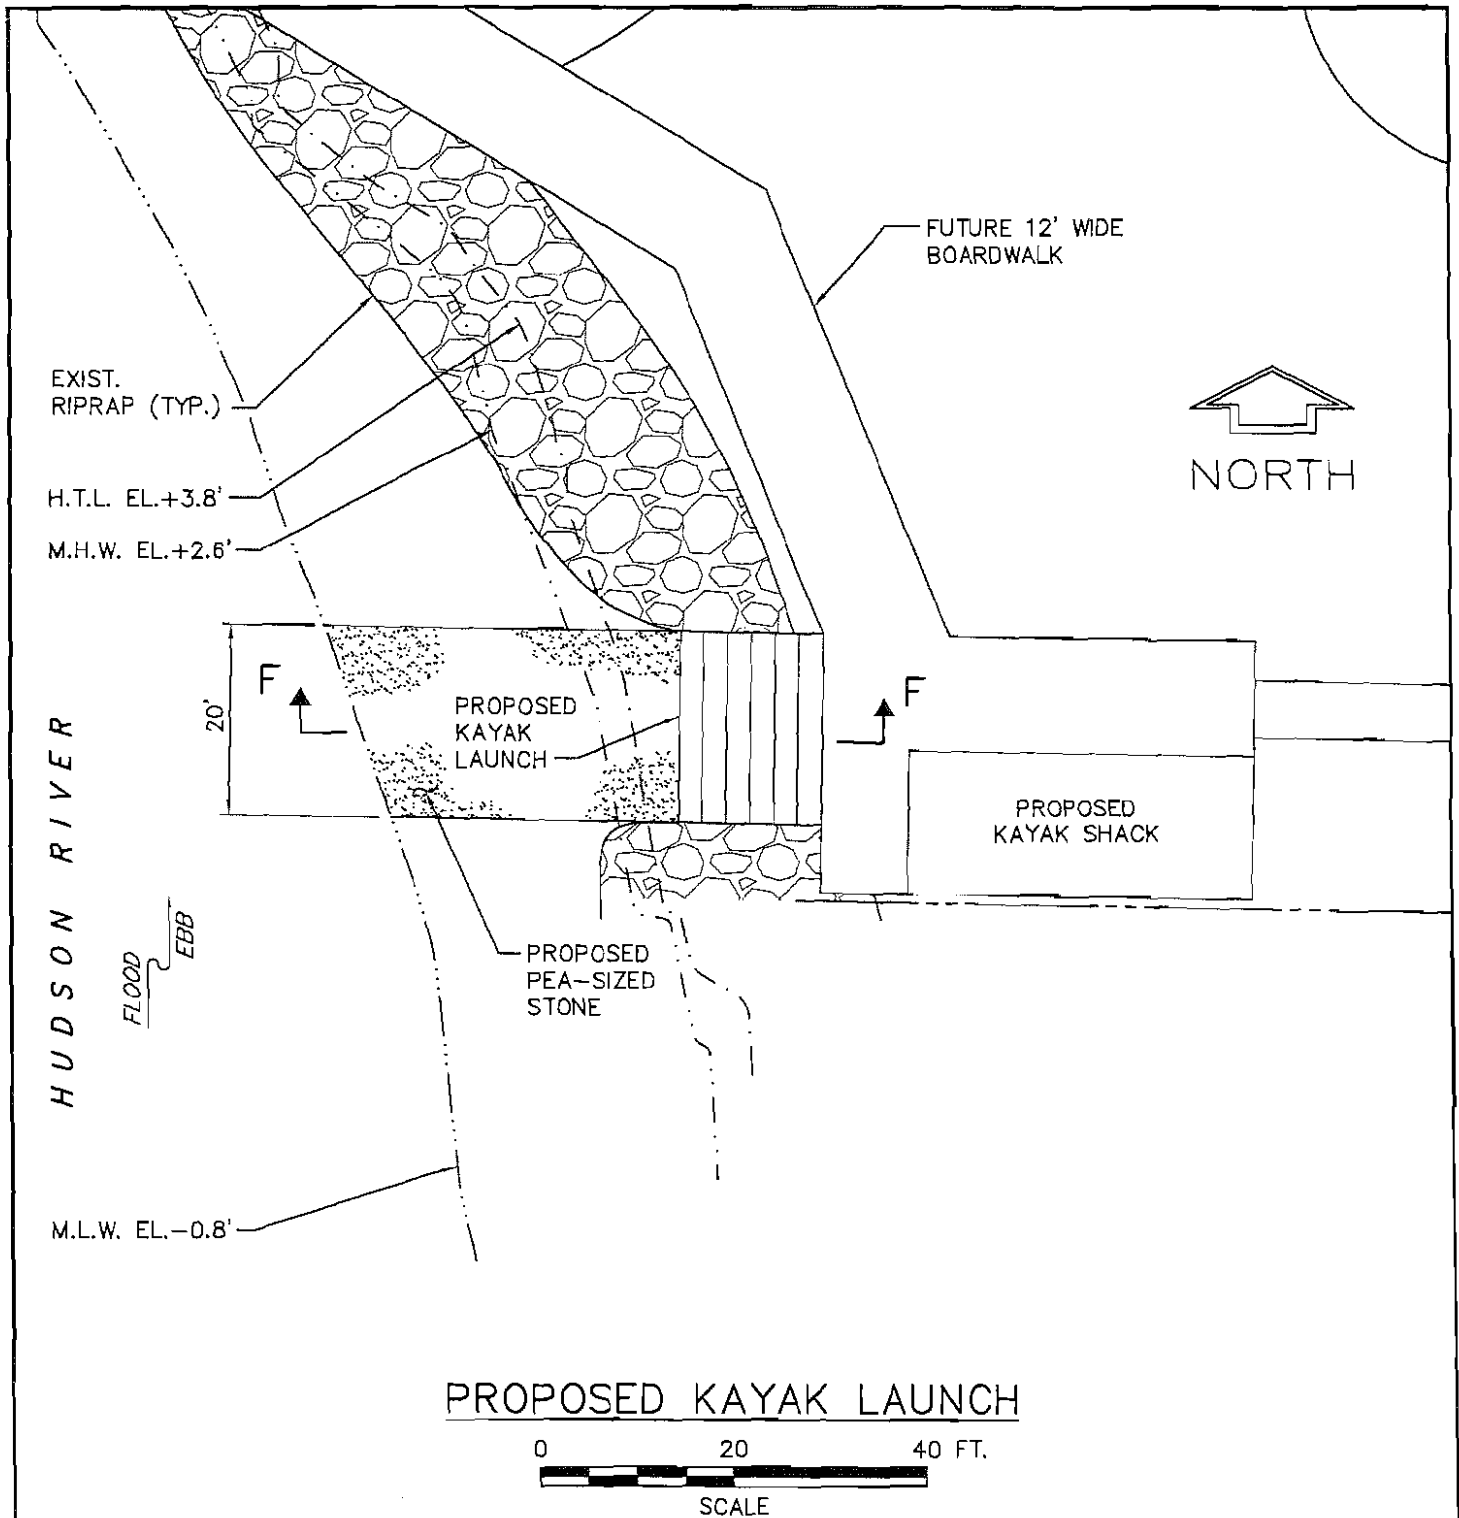 FUTURE 12' WIDE
BOARDWALK
EXIST.
RIPRAP (TYP.)
H.T.L. EL.+3.8'
M.H.W. EL.+2.6'
NORTH
F
F
20'
PROPOSED
KAYAK
LAUNCH
PROPOSED
KAYAK SHACK
HUDSON RIVER
FLOOD
EBB
PROPOSED
PEA-SIZED
STONE
M.L.W. EL.-0.8'
PROPOSED KAYAK LAUNCH
0 20 40 FT.
SCALE